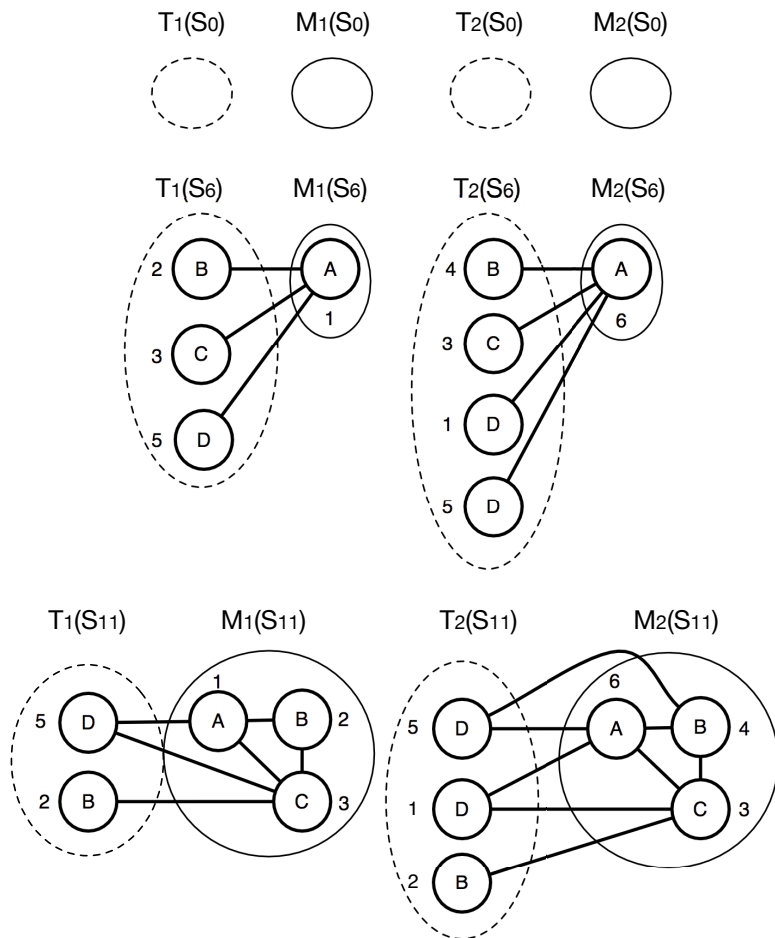 T1(S0) M1(S0) T2(S0) M2(S0)
T1(S6) M1(S6) T2(S6) M2(S6)
2 B A 4 B A
1 6
3 C 3 C
1 D
5 D
5 D
T1(S11) M1(S11) T2(S11) M2(S11)
1 6
5 D A B 2 5 D A B 4
2 B C 3 1 D C 3
2 B